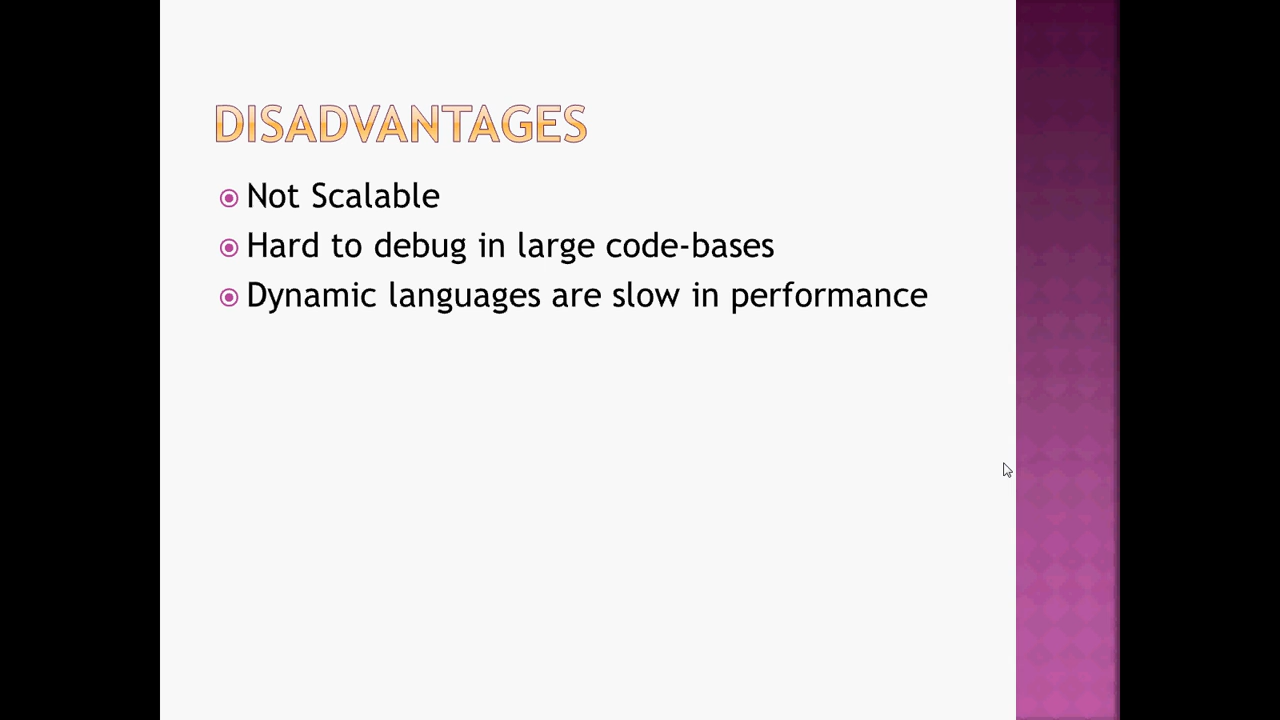 DISADVANTAGES
Not Scalable
Hard to debug in large code-bases
Dynamic languages are slow in performance